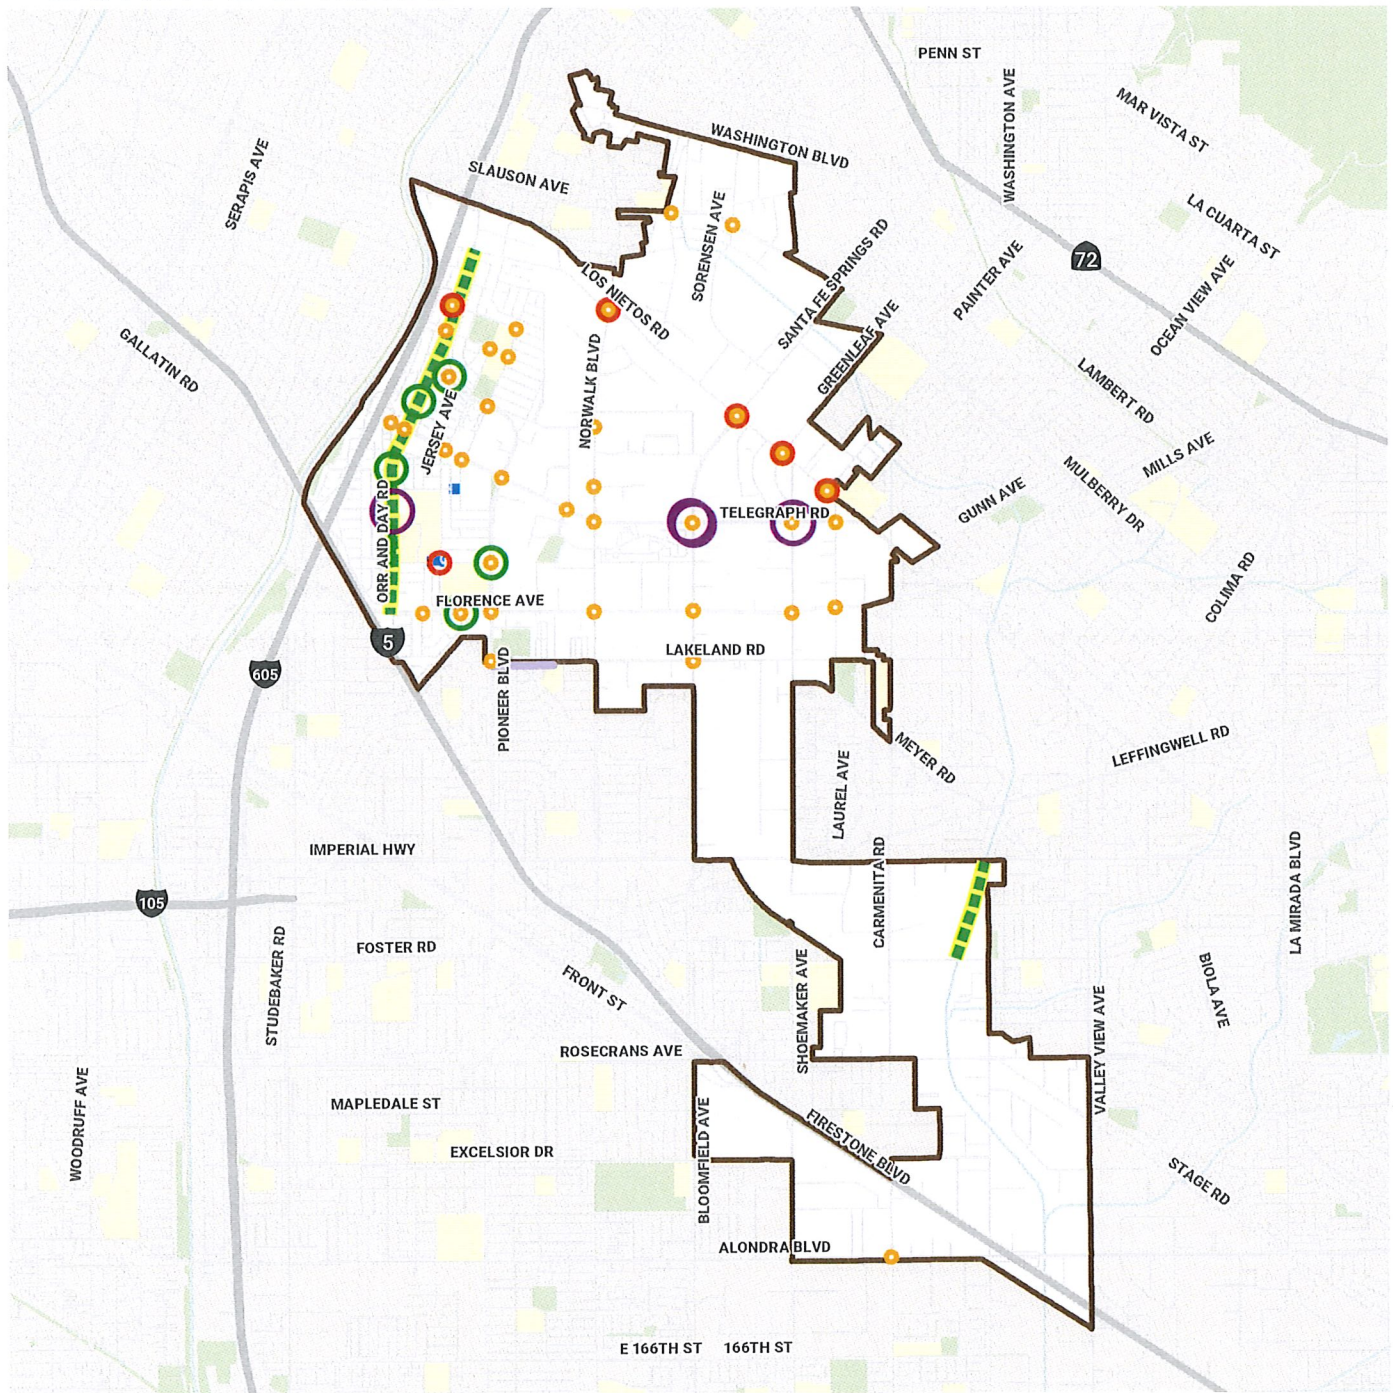 PENN ST
WASHINGTON AVE
MAR VISTA ST
WASHINGTON BLVD
SLAUSON AVE
SERAPIS AVE
SORENSEN AVE
LA CUARTA ST
SANTA FE SPRINGS RD
PAINTER AVE
72
OCEAN VIEW AVE
LOS NIETOS RD
GALLATIN RD
GREENLEAF AVE
NORWALK BLVD
LAMBERT RD
JERSEY AVE
MILLS AVE
MULBERRY DR
GUNN AVE
TELEGRAPH RD
ORR AND DAY RD
COLIMA RD
FLORENCE AVE
5
LAKELAND RD
605
PIONEER BLVD
MEYER RD
LEFFINGWELL RD
LAUREL AVE
IMPERIAL HWY
CARMENITA RD
LA MIRADA BLVD
105
FOSTER RD
STUDEBAKER RD
FRONT ST
SHOEMAKER AVE
BIOLA AVE
VALLEY VIEW AVE
ROSECRANS AVE
WOODRUFF AVE
MAPLEDALE ST
BLOOMFIELD AVE
FIRESTONE BLVD
EXCELSIOR DR
STAGE RD
ALONDRA BLVD
E 166TH ST
166TH ST